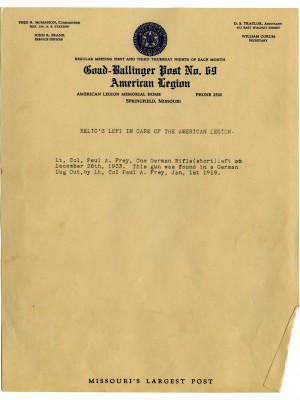 FRED R. McMAHON, COMMANDER
D. S. TRAYLOR, ADJUTANT
JOHN R. FRANK
SERVICE OFFICER
WILLIAM CORUM
SECRETARY
REGULAR MEETING FIRST AND THIRD THURSDAY NIGHTS OF EACH MONTH
Goad-Ballinger Post No. 69
American Legion
AMERICAN LEGION MEMORIAL HOME
PHONE 2500
SPRINGFIELD, MISSOURI
RELIC'S LEFT IN CARE OF THE AMERICAN LEGION.
Lt. Col, Paul A. Frey, One German Rifle(short)left on
December 28th, 1933. This gun was found in a German
Dug Out, by Lt, Col Paul A. Frey, Jan, 1st 1919.
MISSOURI'S LARGEST POST